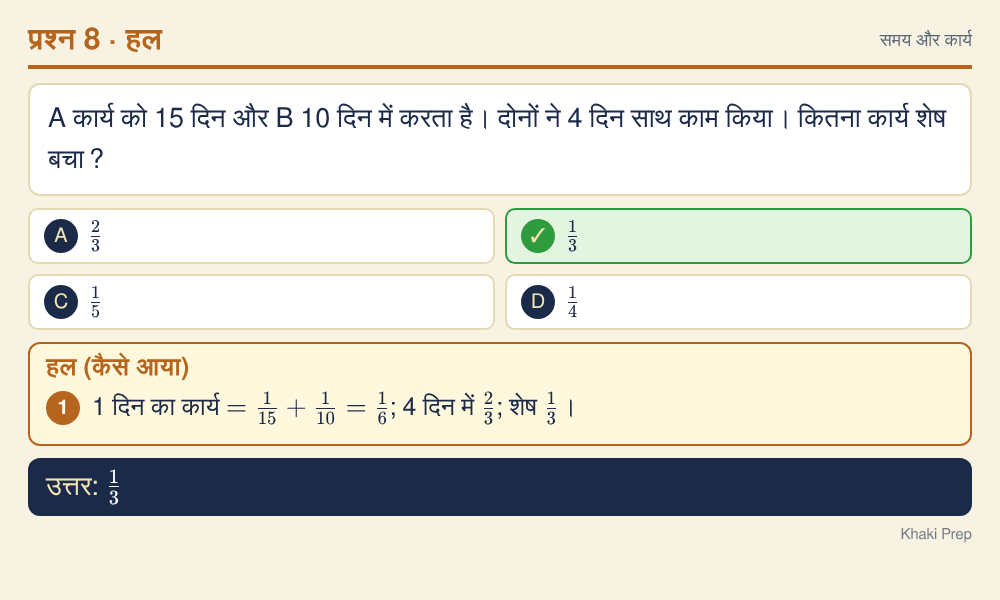 प्रश्न 8 · हल
समय और कार्य
A कार्य को 15 दिन और B 10 दिन में करता है। दोनों ने 4 दिन साथ काम किया। कितना कार्य शेष
बचा ?
A 2/3
✓ 1/3
C 1/5
D 1/4
हल (कैसे आया)
1 1 दिन का कार्य = 1/15 + 1/10 = 1/6; 4 दिन में 2/3; शेष 1/3 ।
उत्तर: 1/3
Khaki Prep